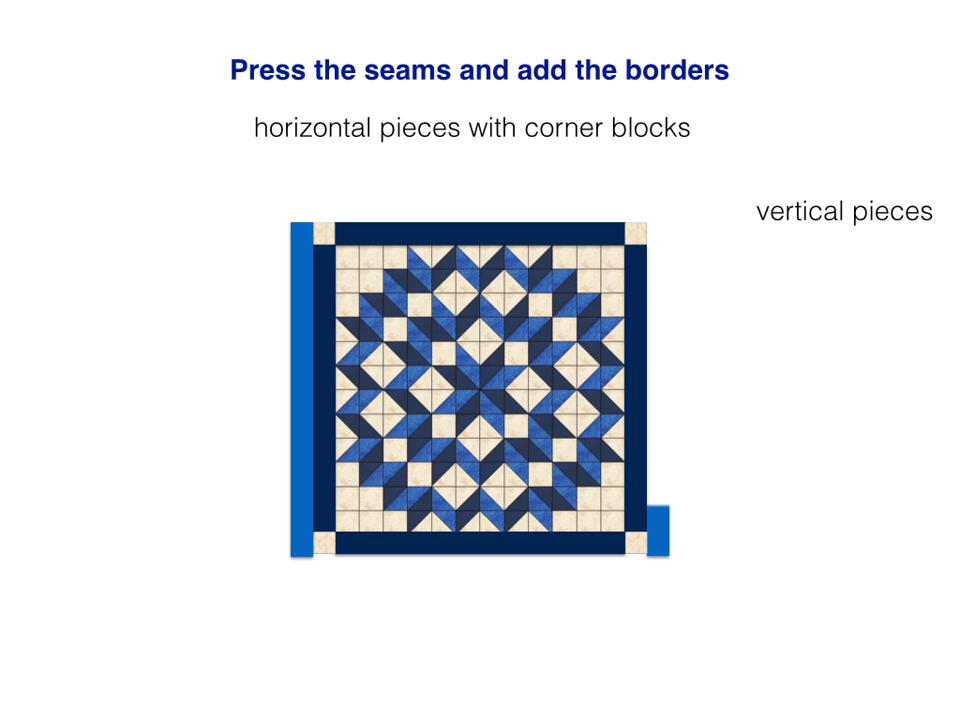 Press the seams and add the borders
horizontal pieces with corner blocks
vertical pieces